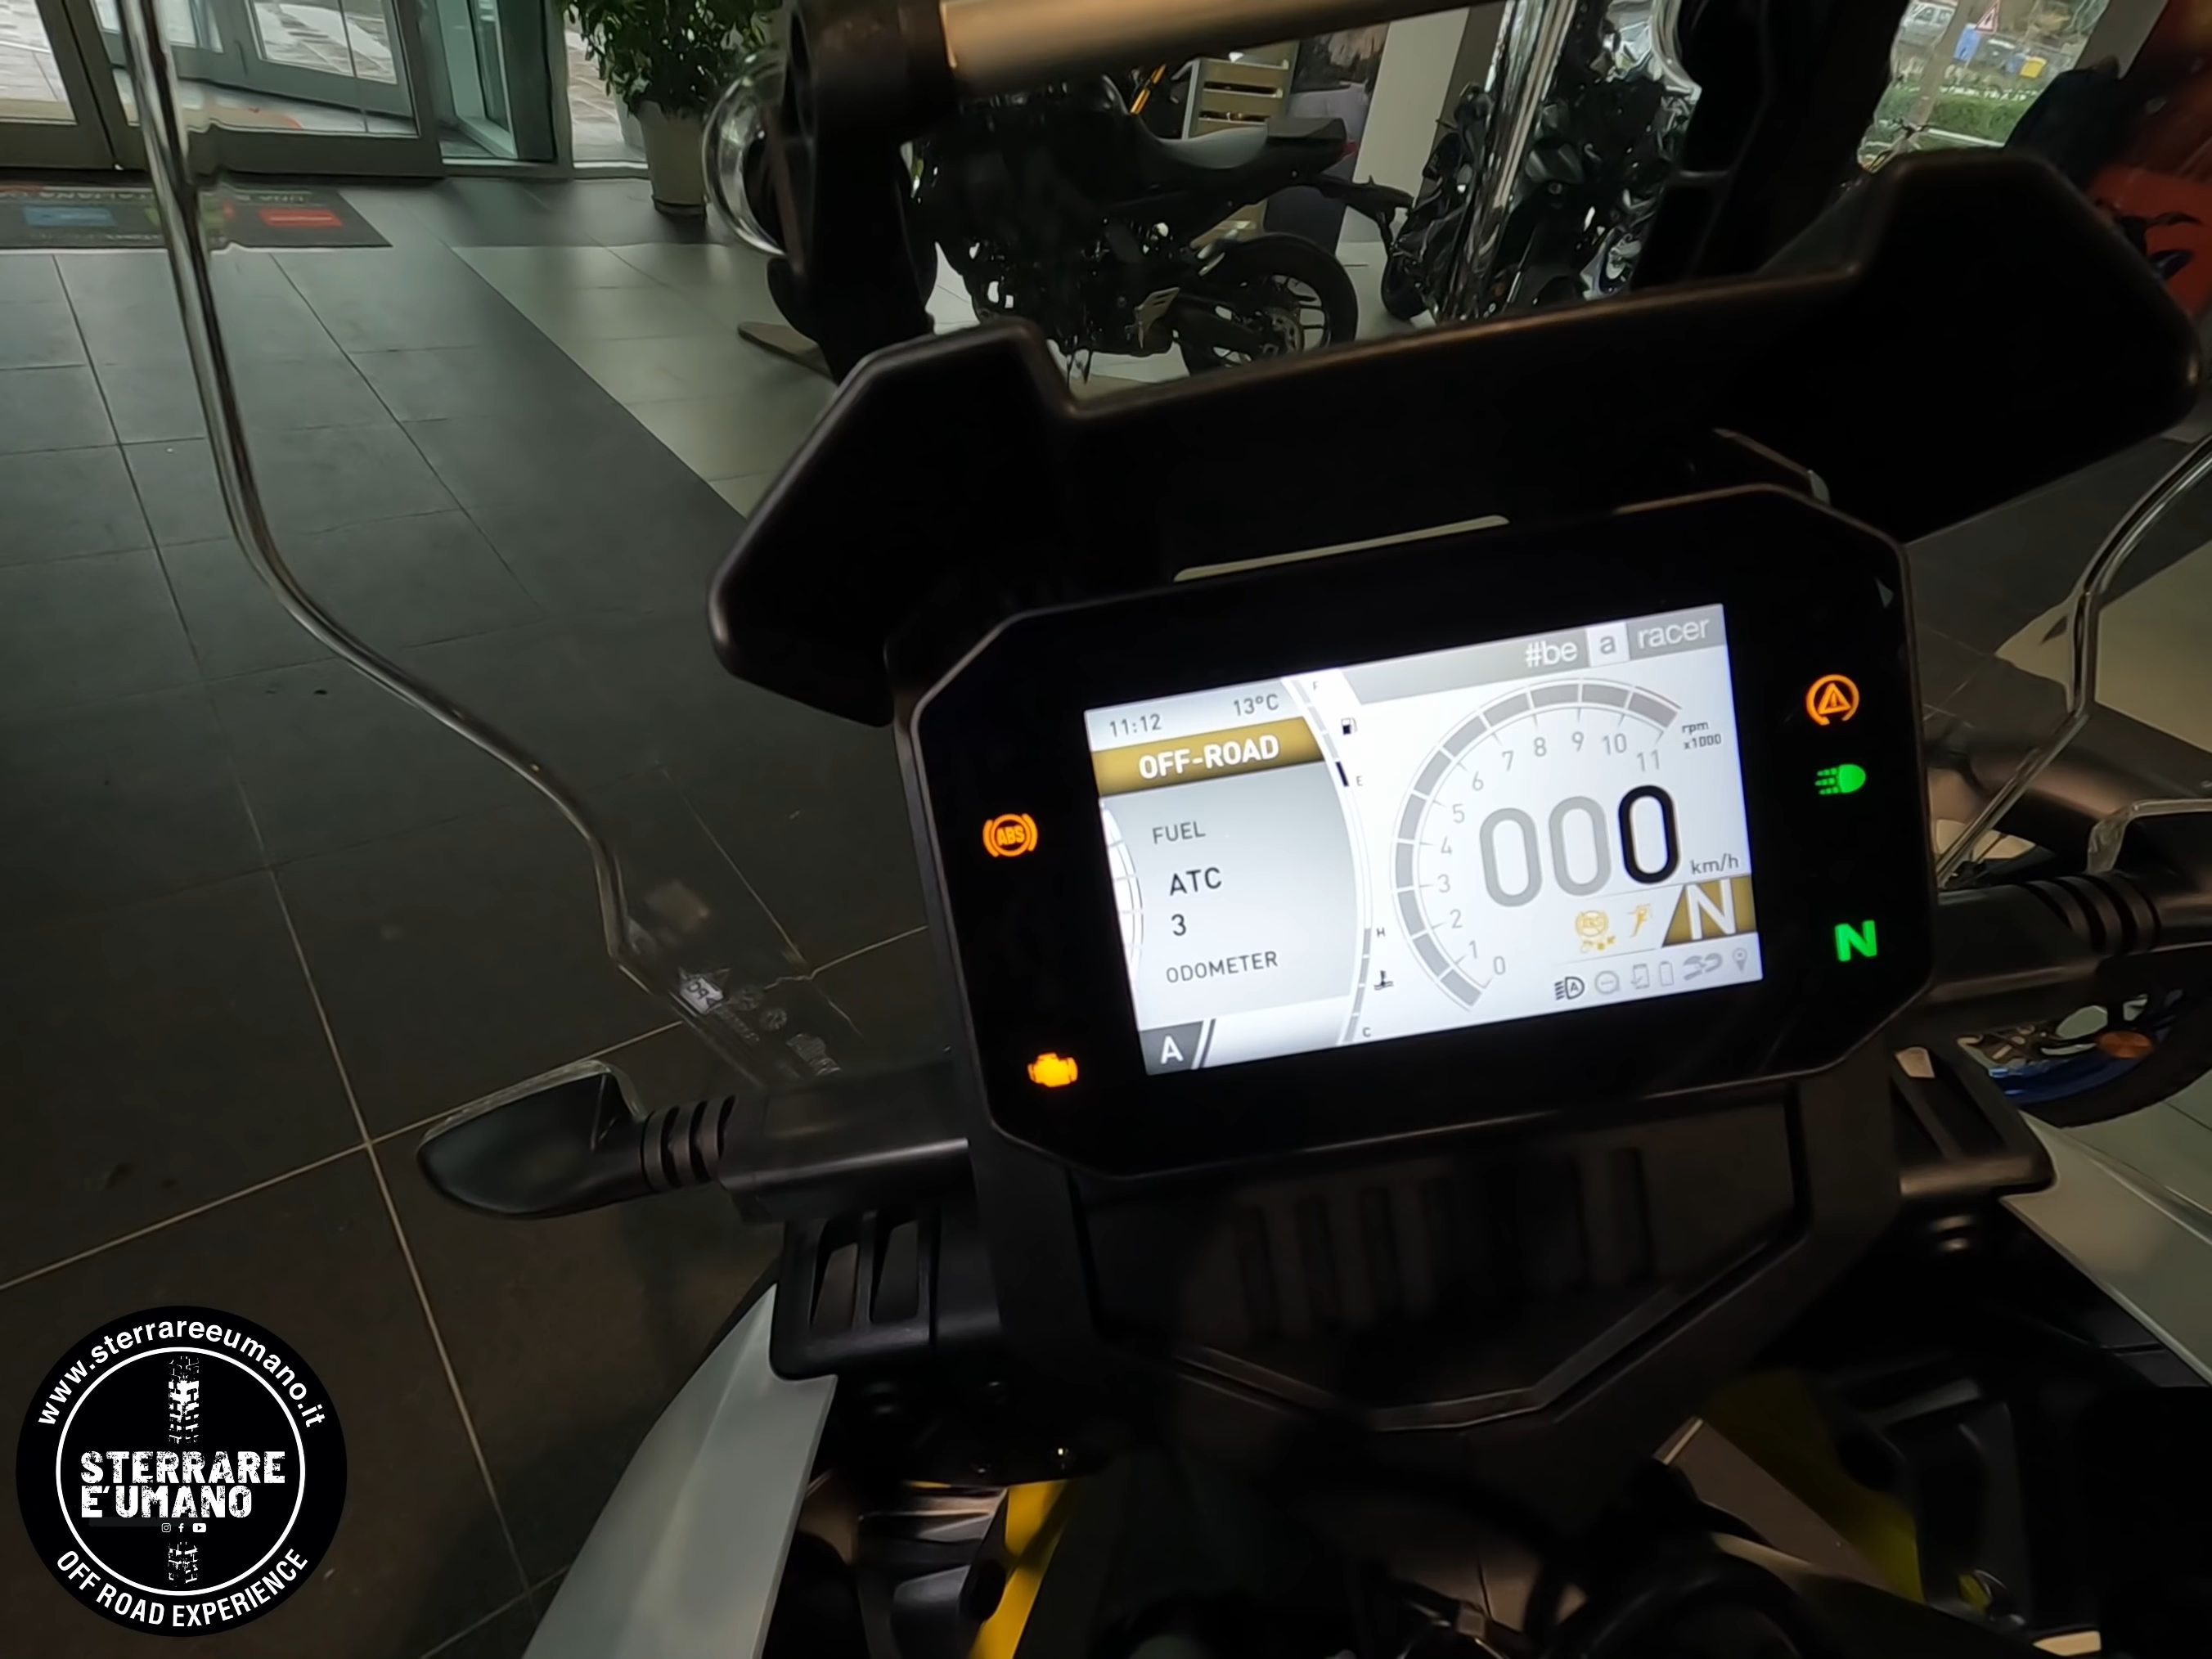 #be a racer
11:12 13°C
OFF-ROAD
FUEL
ATC
3
ODOMETER
A
F
E
H
C
0 1 2 3 4 5 6 7 8 9 10 11
rpm
x1000
000
km/h
N
A
ABS
ABS
N
www.sterrareeumano.it
STERRARE
E'UMANO
OFF ROAD EXPERIENCE